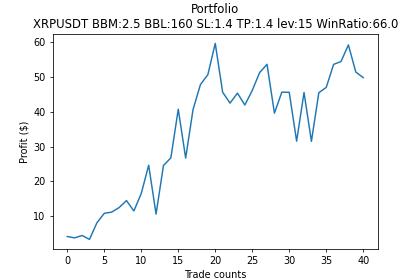 Portfolio
XRPUSDT BBM:2.5 BBL:160 SL:1.4 TP:1.4 lev:15 WinRatio:66.0
60
50
40
30
20
10
Profit ($)
0 5 10 15 20 25 30 35 40
Trade counts